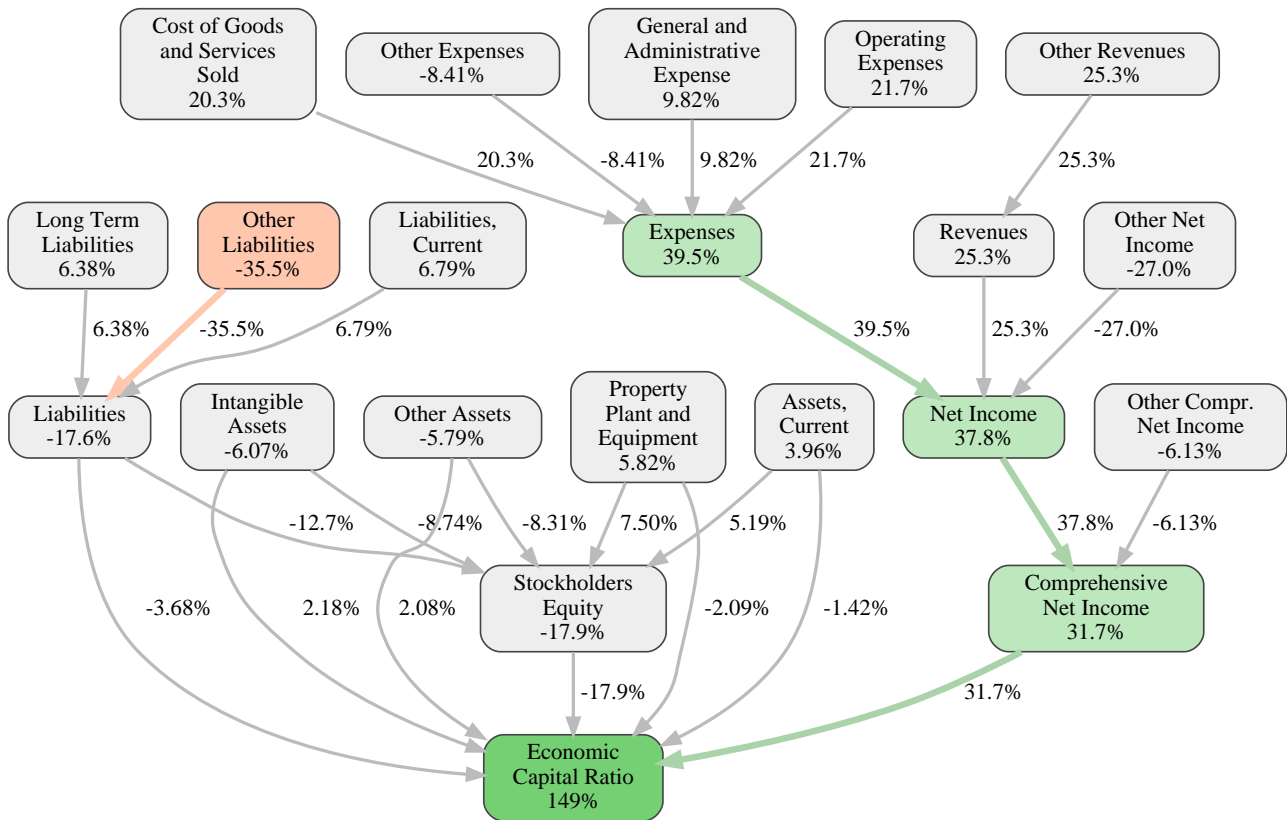 Cost of Goods
and Services
Sold
20.3%
Other Expenses
-8.41%
General and
Administrative
Expense
9.82%
Operating
Expenses
21.7%
Other Revenues
25.3%
20.3%
-8.41%
9.82%
21.7%
25.3%
Long Term
Liabilities
6.38%
Other
Liabilities
-35.5%
Liabilities,
Current
6.79%
Expenses
39.5%
Revenues
25.3%
Other Net
Income
-27.0%
6.38%
-35.5%
6.79%
39.5%
25.3%
-27.0%
Liabilities
-17.6%
Intangible
Assets
-6.07%
Other Assets
-5.79%
Property
Plant and
Equipment
5.82%
Assets,
Current
3.96%
Net Income
37.8%
Other Compr.
Net Income
-6.13%
-12.7%
-8.74%
-8.31%
7.50%
5.19%
37.8%
-6.13%
Stockholders
Equity
-17.9%
Comprehensive
Net Income
31.7%
-3.68%
2.18%
2.08%
-2.09%
-1.42%
-17.9%
31.7%
Economic
Capital Ratio
149%